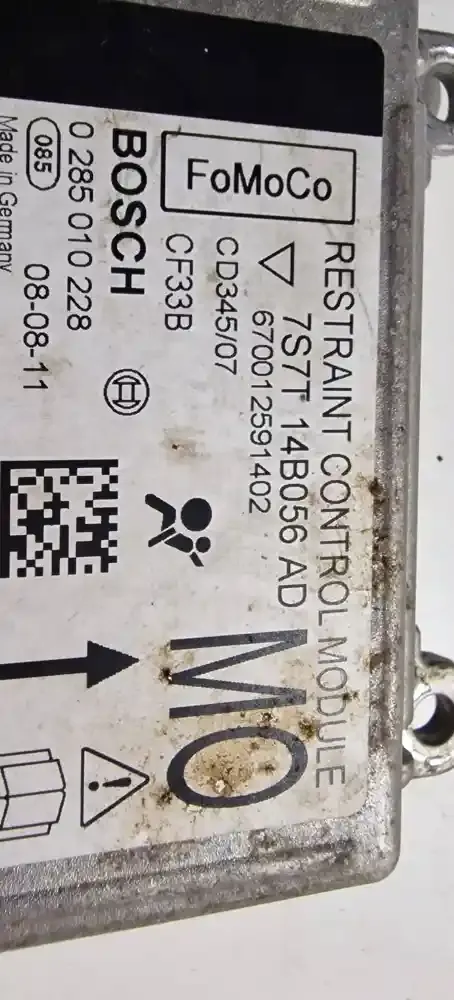 RESTRAINT CONTROL MODULE
7S7T 14B056 AD
670012591402
FoMoCo
CD345/07
CF33B
MO
BOSCH
0 285 010 228
085
08-08-11
Made in Germany